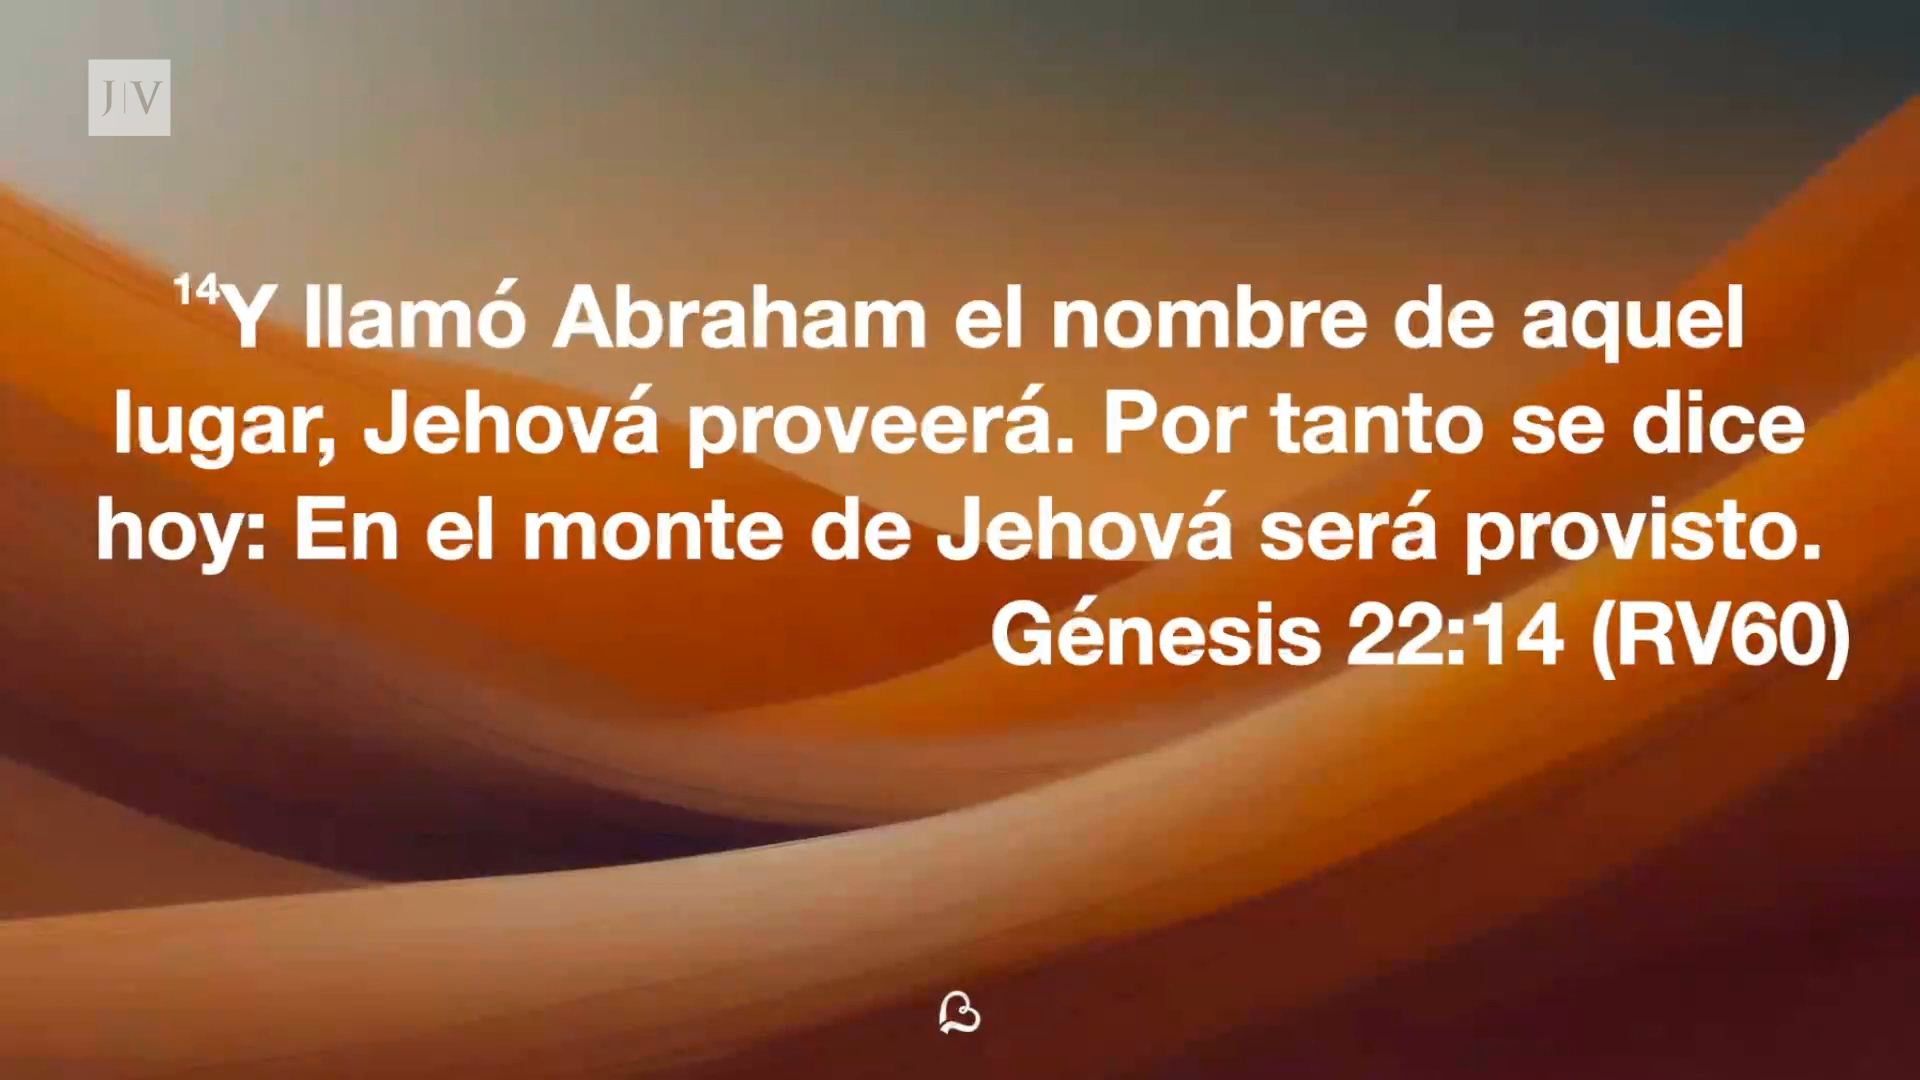 J|V
¹⁴Y llamó Abraham el nombre de aquel
lugar, Jehová proveerá. Por tanto se dice
hoy: En el monte de Jehová será provisto.
Génesis 22:14 (RV60)